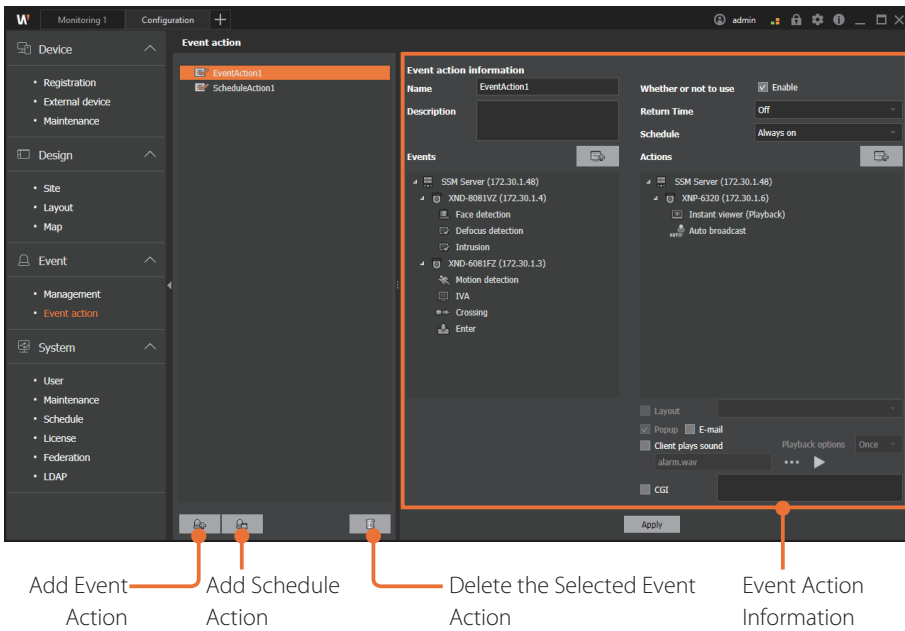 W
Monitoring 1
Configuration
admin
Device
• Registration
• External device
• Maintenance
Design
• Site
• Layout
• Map
Event
• Management
• Event action
System
• User
• Maintenance
• Schedule
• License
• Federation
• LDAP
Event action
EventAction1
ScheduleAction1
Event action information
Name EventAction1
Description
Whether or not to use Enable
Return Time Off
Schedule Always on
Events
SSM Server (172.30.1.48)
XND-8081VZ (172.30.1.4)
Face detection
Defocus detection
Intrusion
XND-6081FZ (172.30.1.3)
Motion detection
IVA
Crossing
Enter
Actions
SSM Server (172.30.1.48)
XNP-6320 (172.30.1.6)
Instant viewer (Playback)
AUTO Auto broadcast
Layout
Popup E-mail
Client plays sound Playback options Once
alarm.wav
CGI
Apply
Add Event
Action
Add Schedule
Action
Delete the Selected Event
Action
Event Action
Information